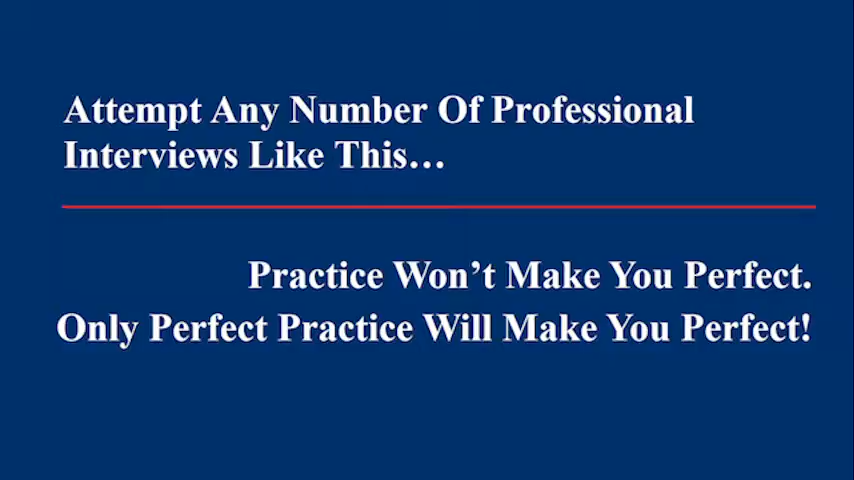 Attempt Any Number Of Professional
Interviews Like This…
Practice Won’t Make You Perfect.
Only Perfect Practice Will Make You Perfect!